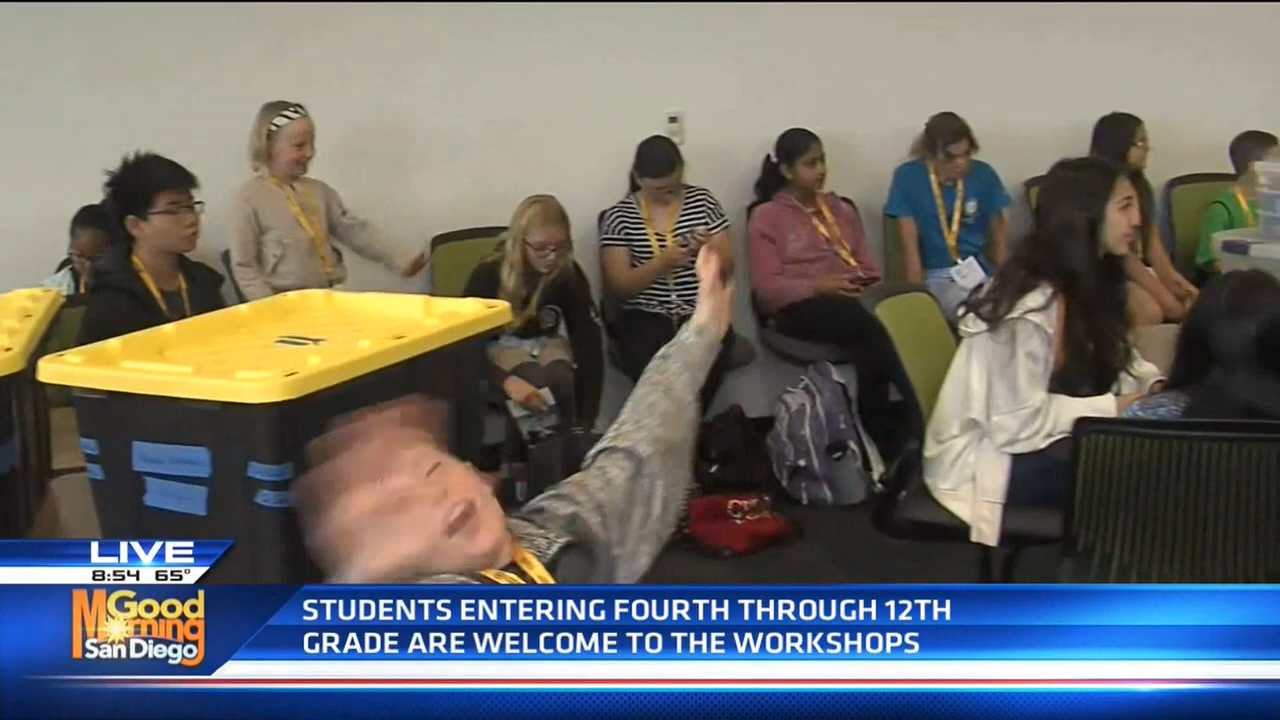 LIVE
8:54 65°
Good
Morning
San Diego
STUDENTS ENTERING FOURTH THROUGH 12TH
GRADE ARE WELCOME TO THE WORKSHOPS